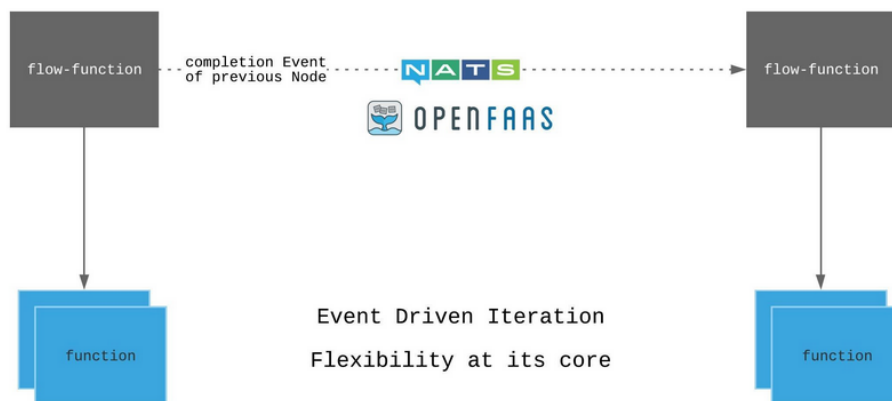 flow-function
completion Event
of previous Node
NATS
OPENFAAS
flow-function
function
Event Driven Iteration
Flexibility at its core
function